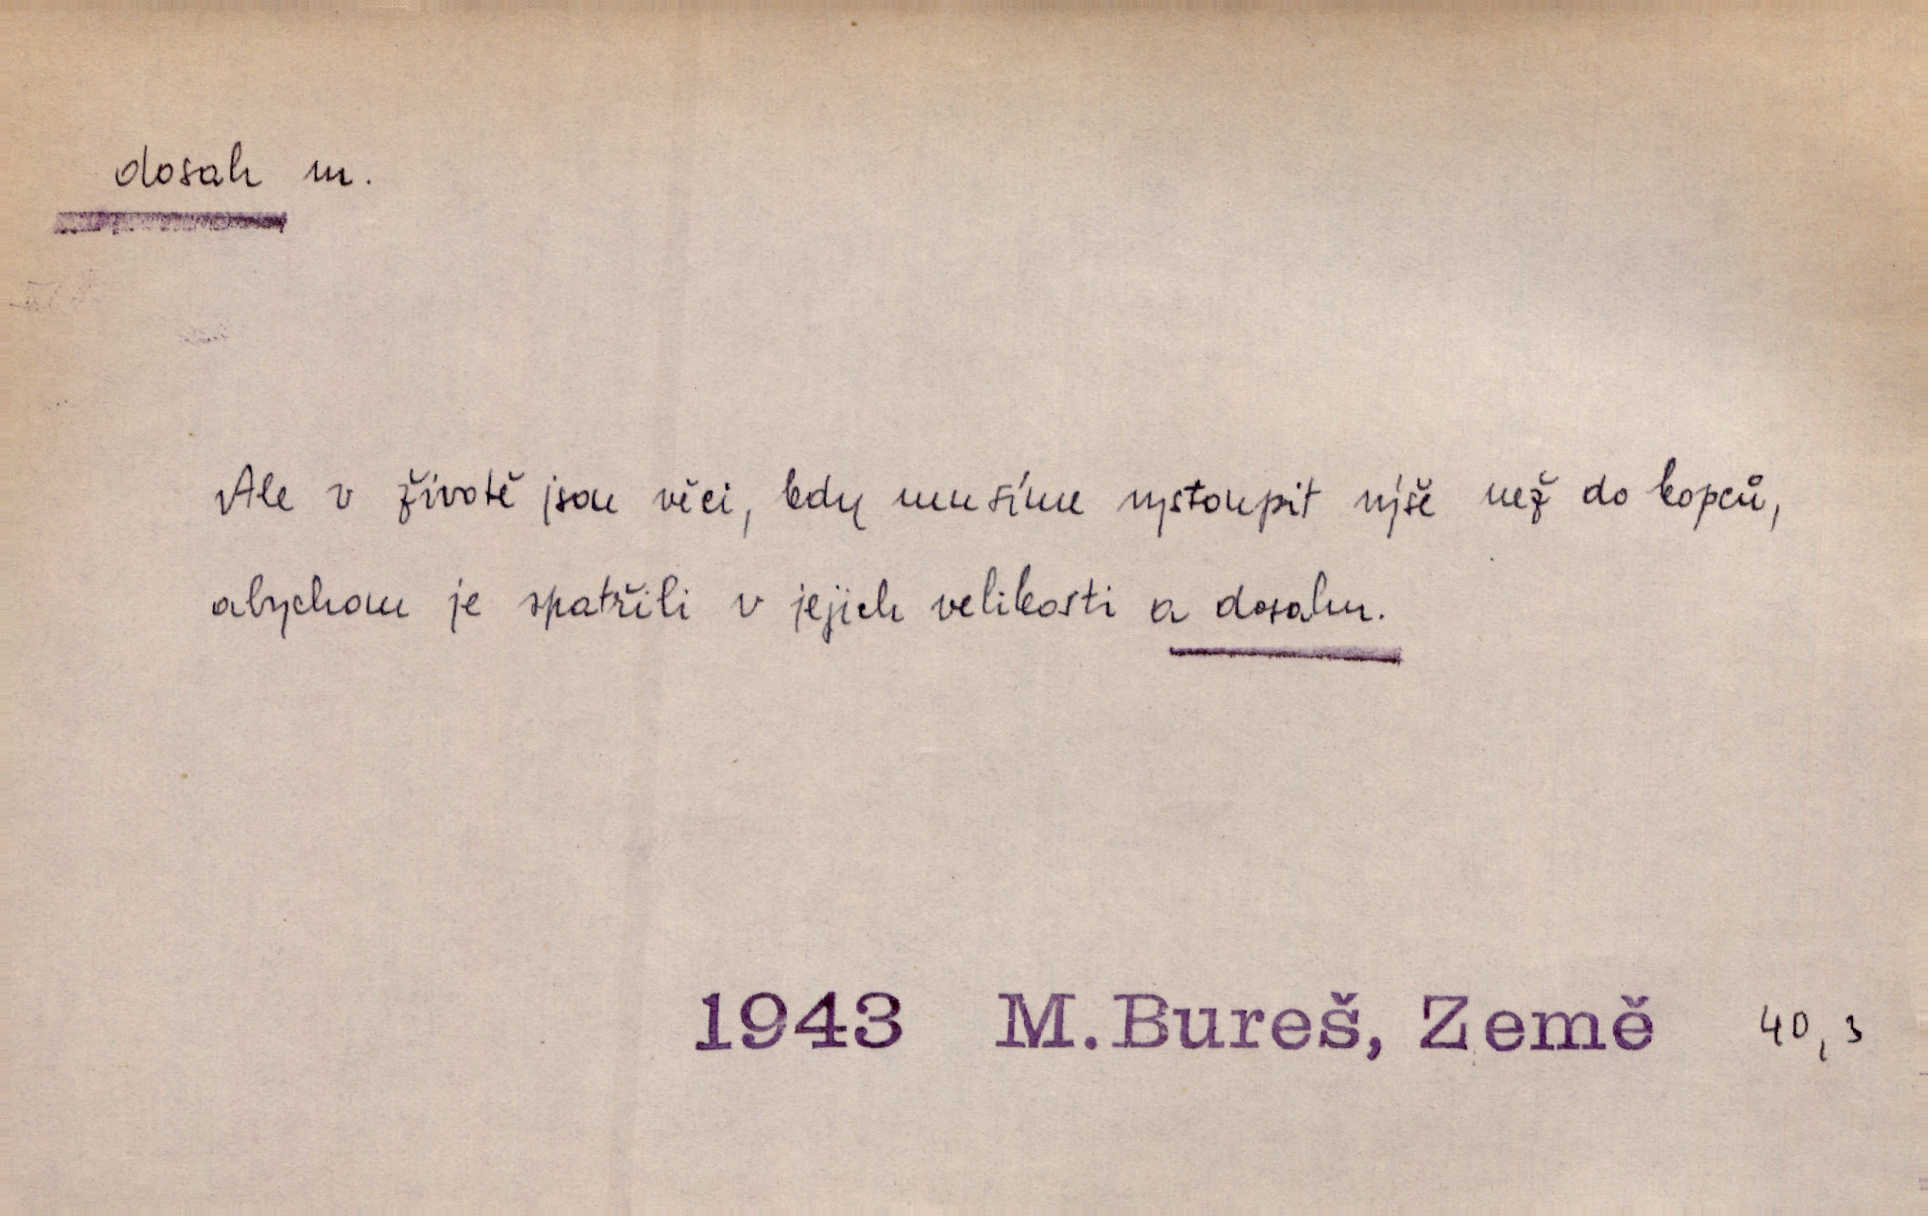 dosah m.
Ale v životě jsou věci, kdy musíme vystoupit výše než do kopců,
abychom je spatřili v jejich velikosti a dosahu.
1943 M. Bureš, Země 40,3